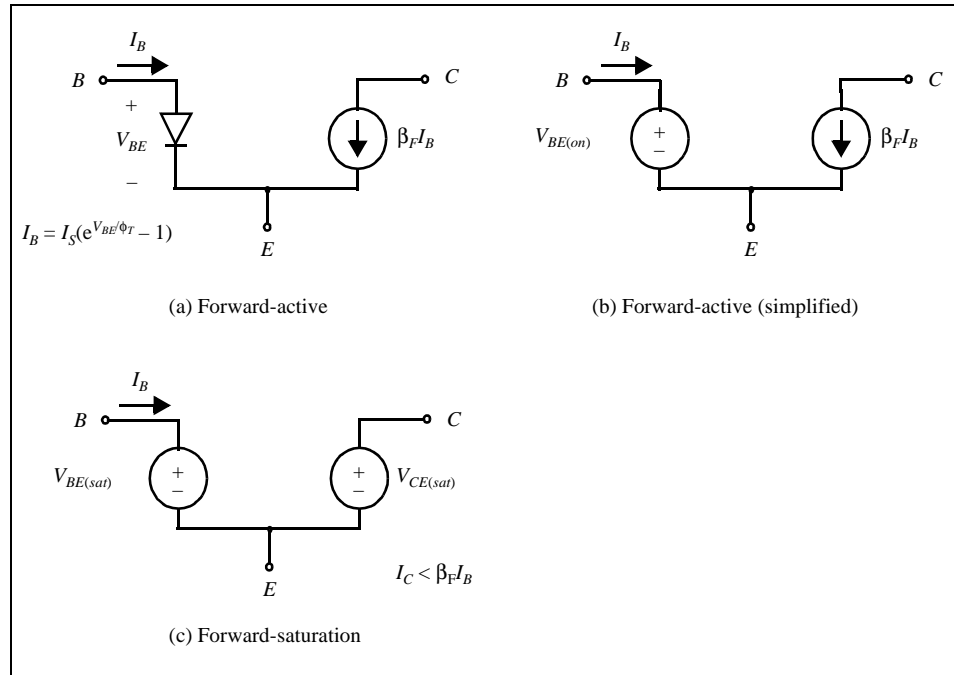 I_B
B
C
+
V_BE
–
β_F I_B
E
I_B = I_S(e^{V_BE/ϕ_T} – 1)
(a) Forward-active
I_B
B
C
V_BE(on)
+
–
β_F I_B
E
(b) Forward-active (simplified)
I_B
B
C
V_BE(sat)
+
–
+
–
V_CE(sat)
E
I_C < β_F I_B
(c) Forward-saturation